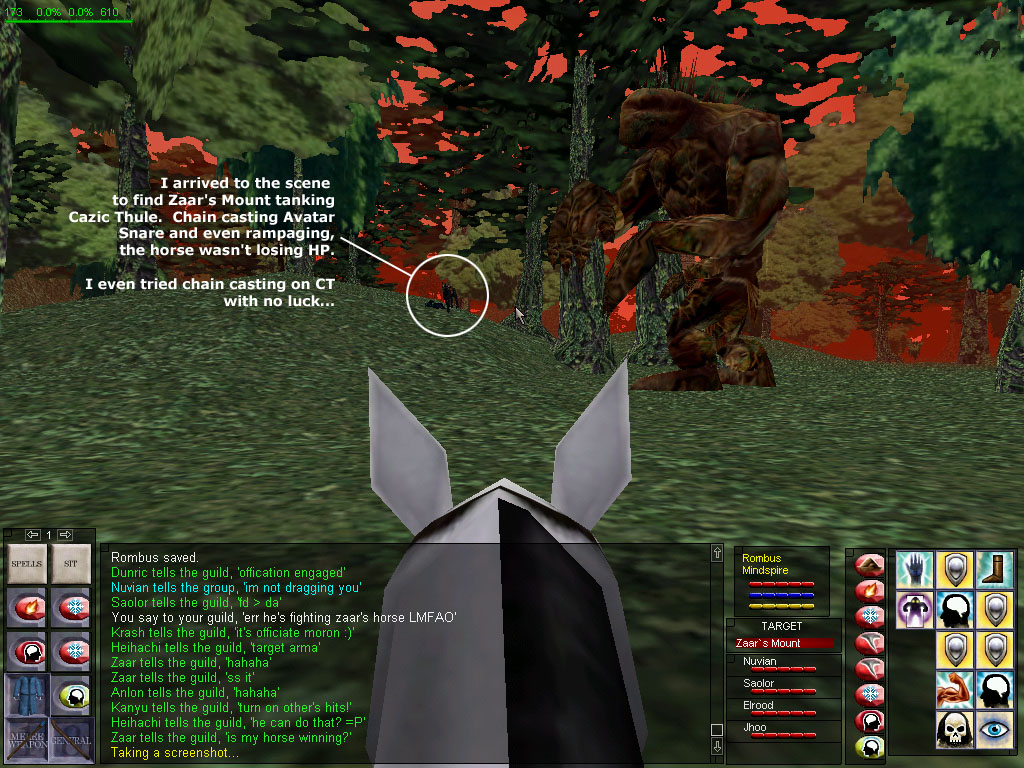 173 0.0% 0.0% 610
I arrived to the scene
to find Zaar's Mount tanking
Cazic Thule. Chain casting Avatar
Snare and even rampaging,
the horse wasn't losing HP.
I even tried chain casting on CT
with no luck...
1
SPELLS SIT
MELEE WEAPON GENERAL
Rombus saved.
Dunric tells the guild, 'offication engaged'
Nuvian tells the group, 'im not dragging you'
Saolor tells the guild, 'fd > da'
You say to your guild, 'err he's fighting zaar's horse LMFAO'
Krash tells the guild, 'it's officiate moron :)'
Heihachi tells the guild, 'target arma'
Zaar tells the guild, 'hahaha'
Zaar tells the guild, 'ss it'
Anlon tells the guild, 'hahaha'
Kanyu tells the guild, 'turn on other's hits!'
Heihachi tells the guild, 'he can do that? =P'
Zaar tells the guild, 'is my horse winning?'
Taking a screenshot...
Rombus
Mindspire
TARGET
Zaar`s Mount
Nuvian
Saolor
Elrood
Jhoo